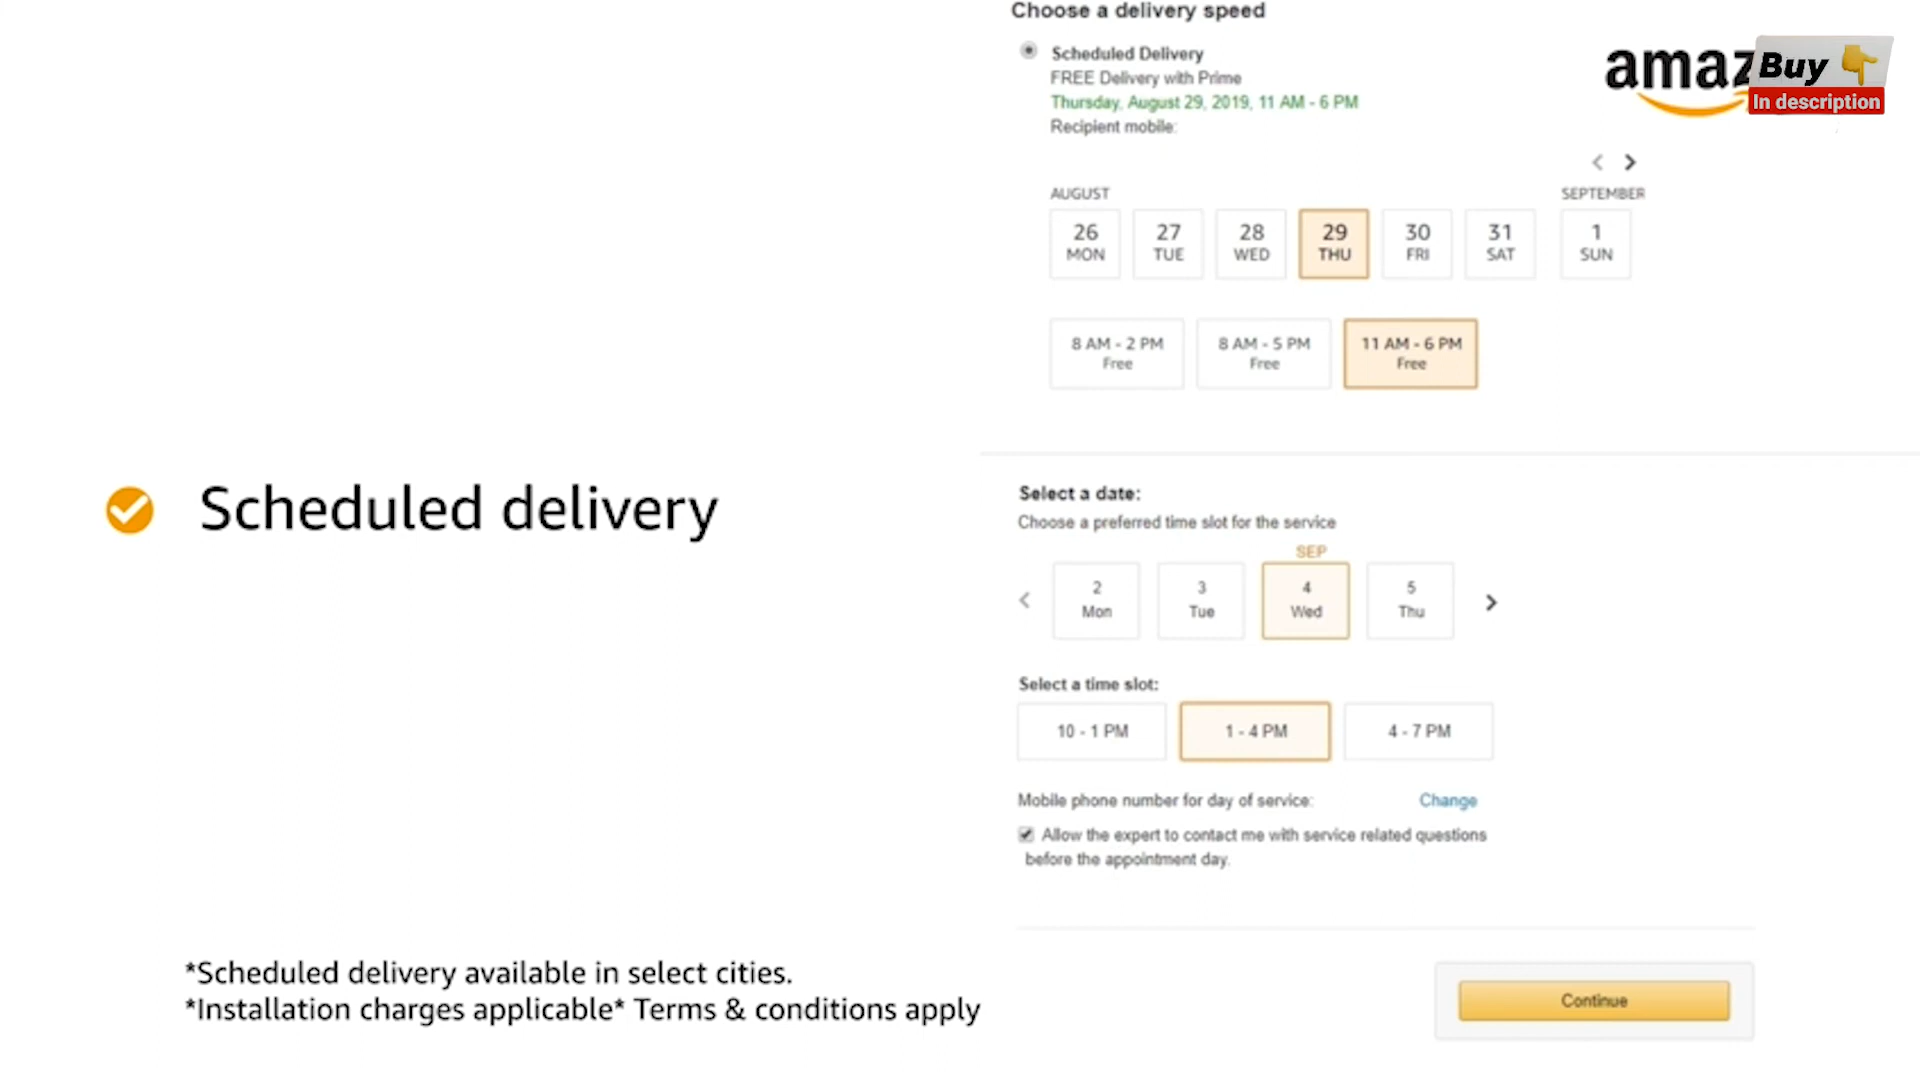 Choose a delivery speed
Scheduled Delivery
FREE Delivery with Prime
Thursday, August 29, 2019, 11 AM - 6 PM
Recipient mobile:
amaz
Buy
In description
AUGUST SEPTEMBER
26 27 28 29 30 31 1
MON TUE WED THU FRI SAT SUN
8 AM - 2 PM 8 AM - 5 PM 11 AM - 6 PM
Free Free Free
Scheduled delivery
Select a date:
Choose a preferred time slot for the service
SEP
2 3 4 5
Mon Tue Wed Thu
Select a time slot:
10 - 1 PM 1 - 4 PM 4 - 7 PM
Mobile phone number for day of service: Change
Allow the expert to contact me with service related questions
before the appointment day.
*Scheduled delivery available in select cities.
*Installation charges applicable* Terms & conditions apply
Continue